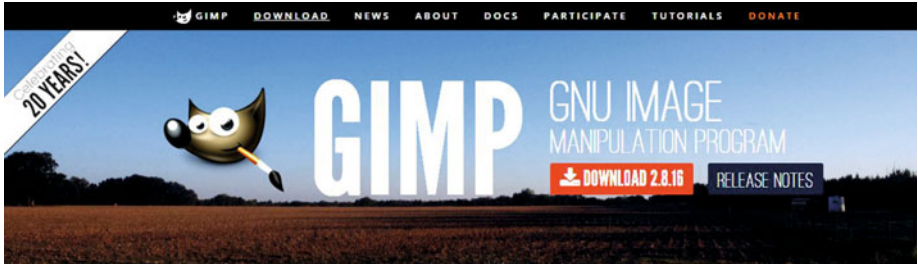 GIMP DOWNLOAD NEWS ABOUT DOCS PARTICIPATE TUTORIALS DONATE
Celebrating
20 YEARS!
GIMP
GNU IMAGE
MANIPULATION PROGRAM
DOWNLOAD 2.8.16 RELEASE NOTES